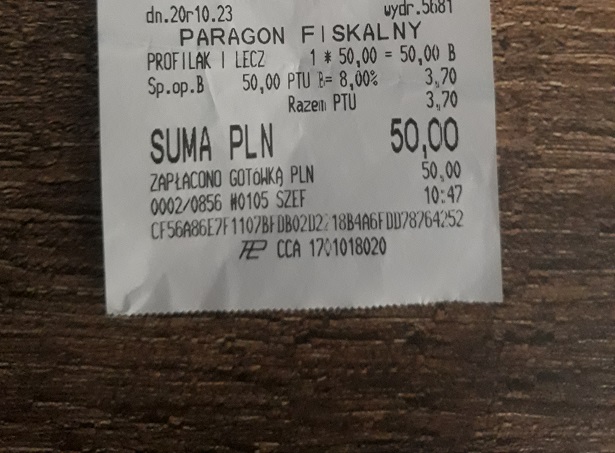 dn.20r10.23 wydr.5681
PARAGON FISKALNY
PROFILAK I LECZ 1 * 50,00 = 50,00 B
Sp.op.B 50,00 PTU B= 8,00% 3,70
Razem PTU 3,70
SUMA PLN 50,00
ZAPŁACONO GOTÓWKĄ PLN 50,00
0002/0856 #0105 SZEF 10:47
CCA 1701018020